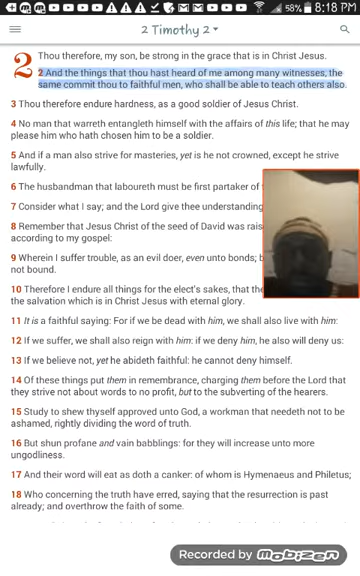 58% 8:18 PM
2 Timothy 2
2 Thou therefore, my son, be strong in the grace that is in Christ Jesus.
2 And the things that thou hast heard of me among many witnesses, the
same commit thou to faithful men, who shall be able to teach others also.
3 Thou therefore endure hardness, as a good soldier of Jesus Christ.
4 No man that warreth entangleth himself with the affairs of this life; that he may
please him who hath chosen him to be a soldier.
5 And if a man also strive for masteries, yet is he not crowned, except he strive
lawfully.
6 The husbandman that laboureth must be first partaker of
7 Consider what I say; and the Lord give thee understanding
8 Remember that Jesus Christ of the seed of David was
according to my gospel:
9 Wherein I suffer trouble, as an evil doer, even unto bonds;
not bound.
10 Therefore I endure all things for the elect's sakes, that
the salvation which is in Christ Jesus with eternal glory.
11 It is a faithful saying: For if we be dead with him, we shall also live with him:
12 If we suffer, we shall also reign with him: if we deny him, he also will deny us:
13 If we believe not, yet he abideth faithful: he cannot deny himself.
14 Of these things put them in remembrance, charging them before the Lord that
they strive not about words to no profit, but to the subverting of the hearers.
15 Study to shew thyself approved unto God, a workman that needeth not to be
ashamed, rightly dividing the word of truth.
16 But shun profane and vain babblings: for they will increase unto more
ungodliness.
17 And their word will eat as doth a canker: of whom is Hymenaeus and Philetus;
18 Who concerning the truth have erred, saying that the resurrection is past
already; and overthrow the faith of some.
Recorded by mobizen